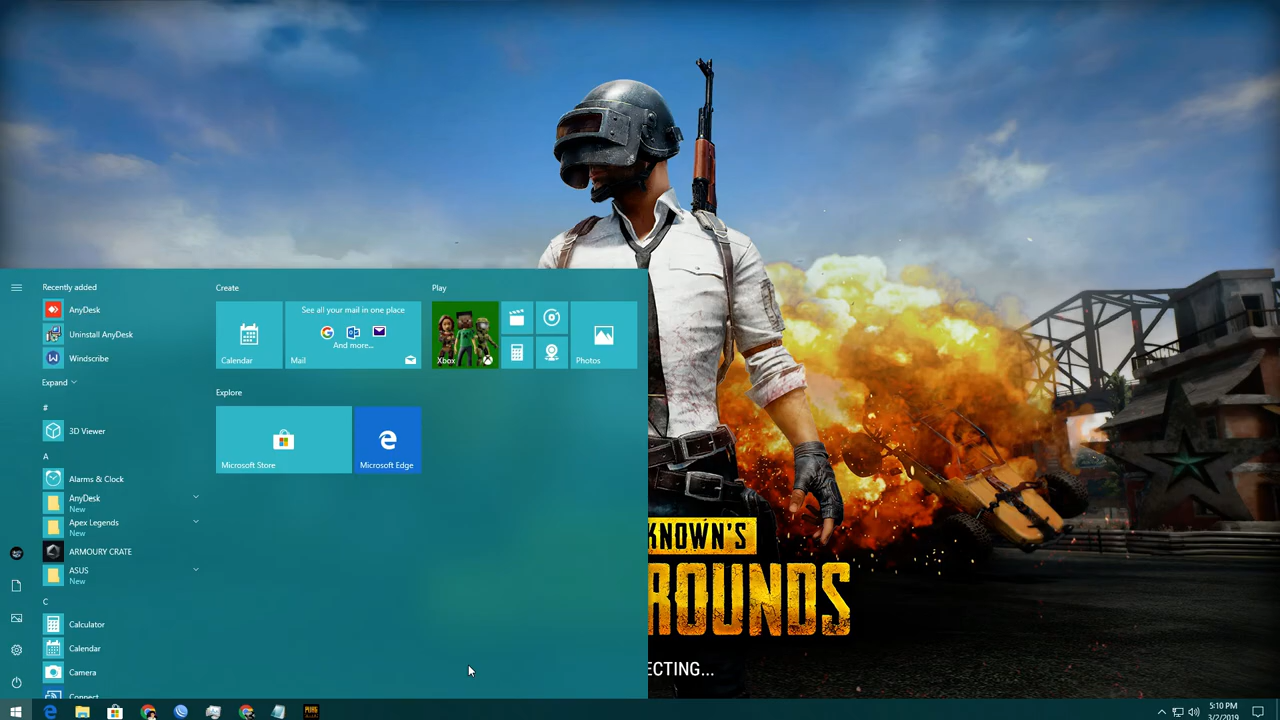 Recently added
AnyDesk
Uninstall AnyDesk
Windscribe
Expand
#
3D Viewer
A
Alarms & Clock
AnyDesk
New
Apex Legends
New
ARMOURY CRATE
ASUS
New
C
Calculator
Calendar
Camera
Connect
Create
Calendar
See all your mail in one place
And more...
Mail
Play
Xbox
Photos
Explore
Microsoft Store
Microsoft Edge
KNOWN'S
ROUNDS
ECTING...
5:10 PM
3/2/2019